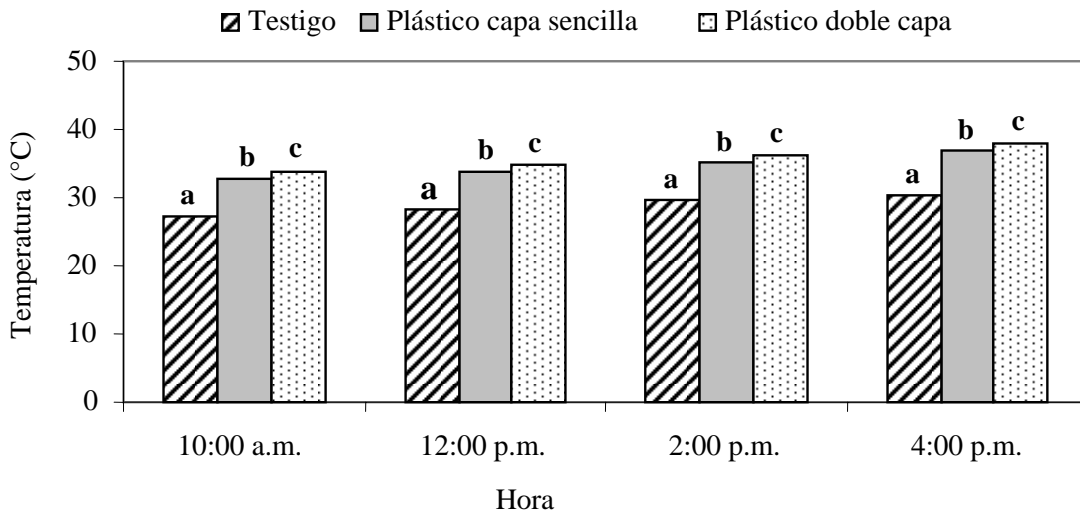 Testigo Plástico capa sencilla Plástico doble capa
50
40
30
20
10
0
Temperatura (°C)
a b c
a b c
a b c
a b c
10:00 a.m. 12:00 p.m. 2:00 p.m. 4:00 p.m.
Hora